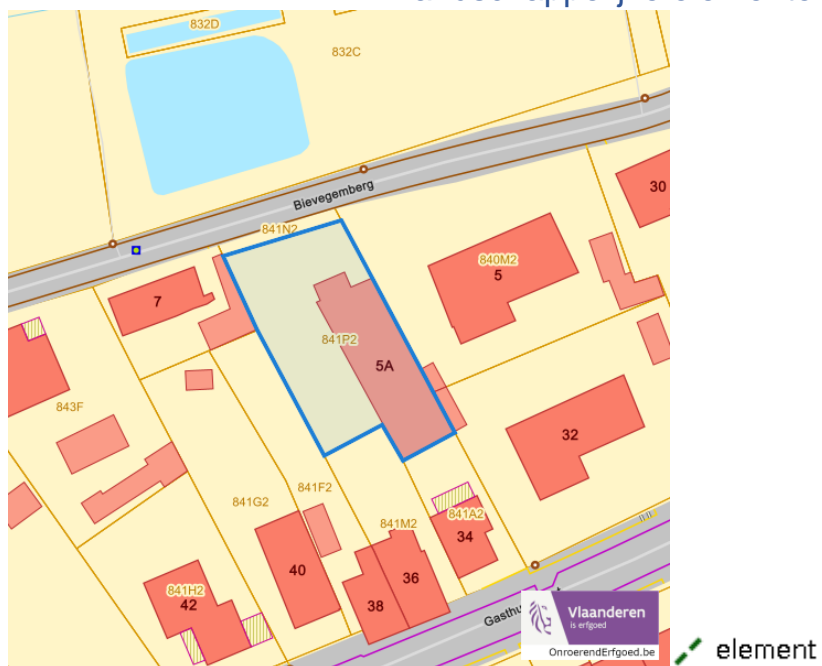 832D
832C
Bievegemberg
841N2
30
840M2
5
7
841P2
5A
843F
32
841G2
841F2
841M2
841A2
34
40
36
38
841H2
42
Vlaanderen
is erfgoed
OnroerendErfgoed.be
element